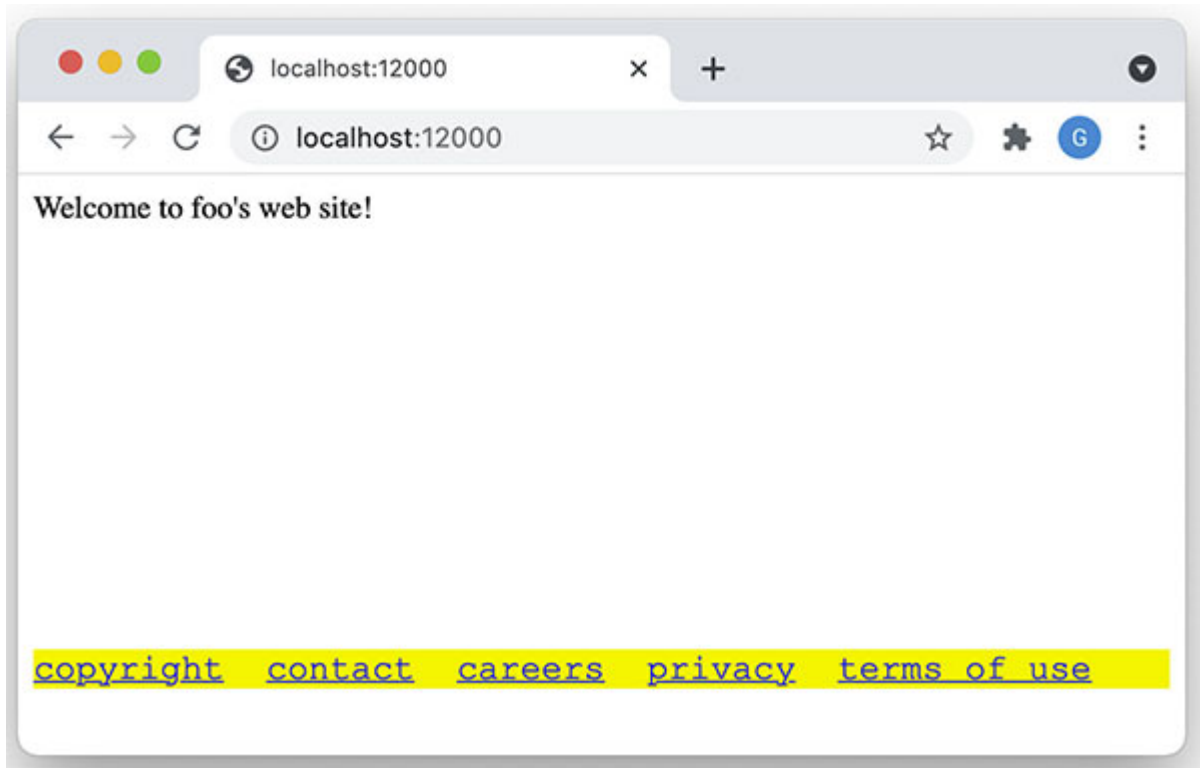 localhost:12000
localhost:12000
G
Welcome to foo's web site!
copyright contact careers privacy terms of use